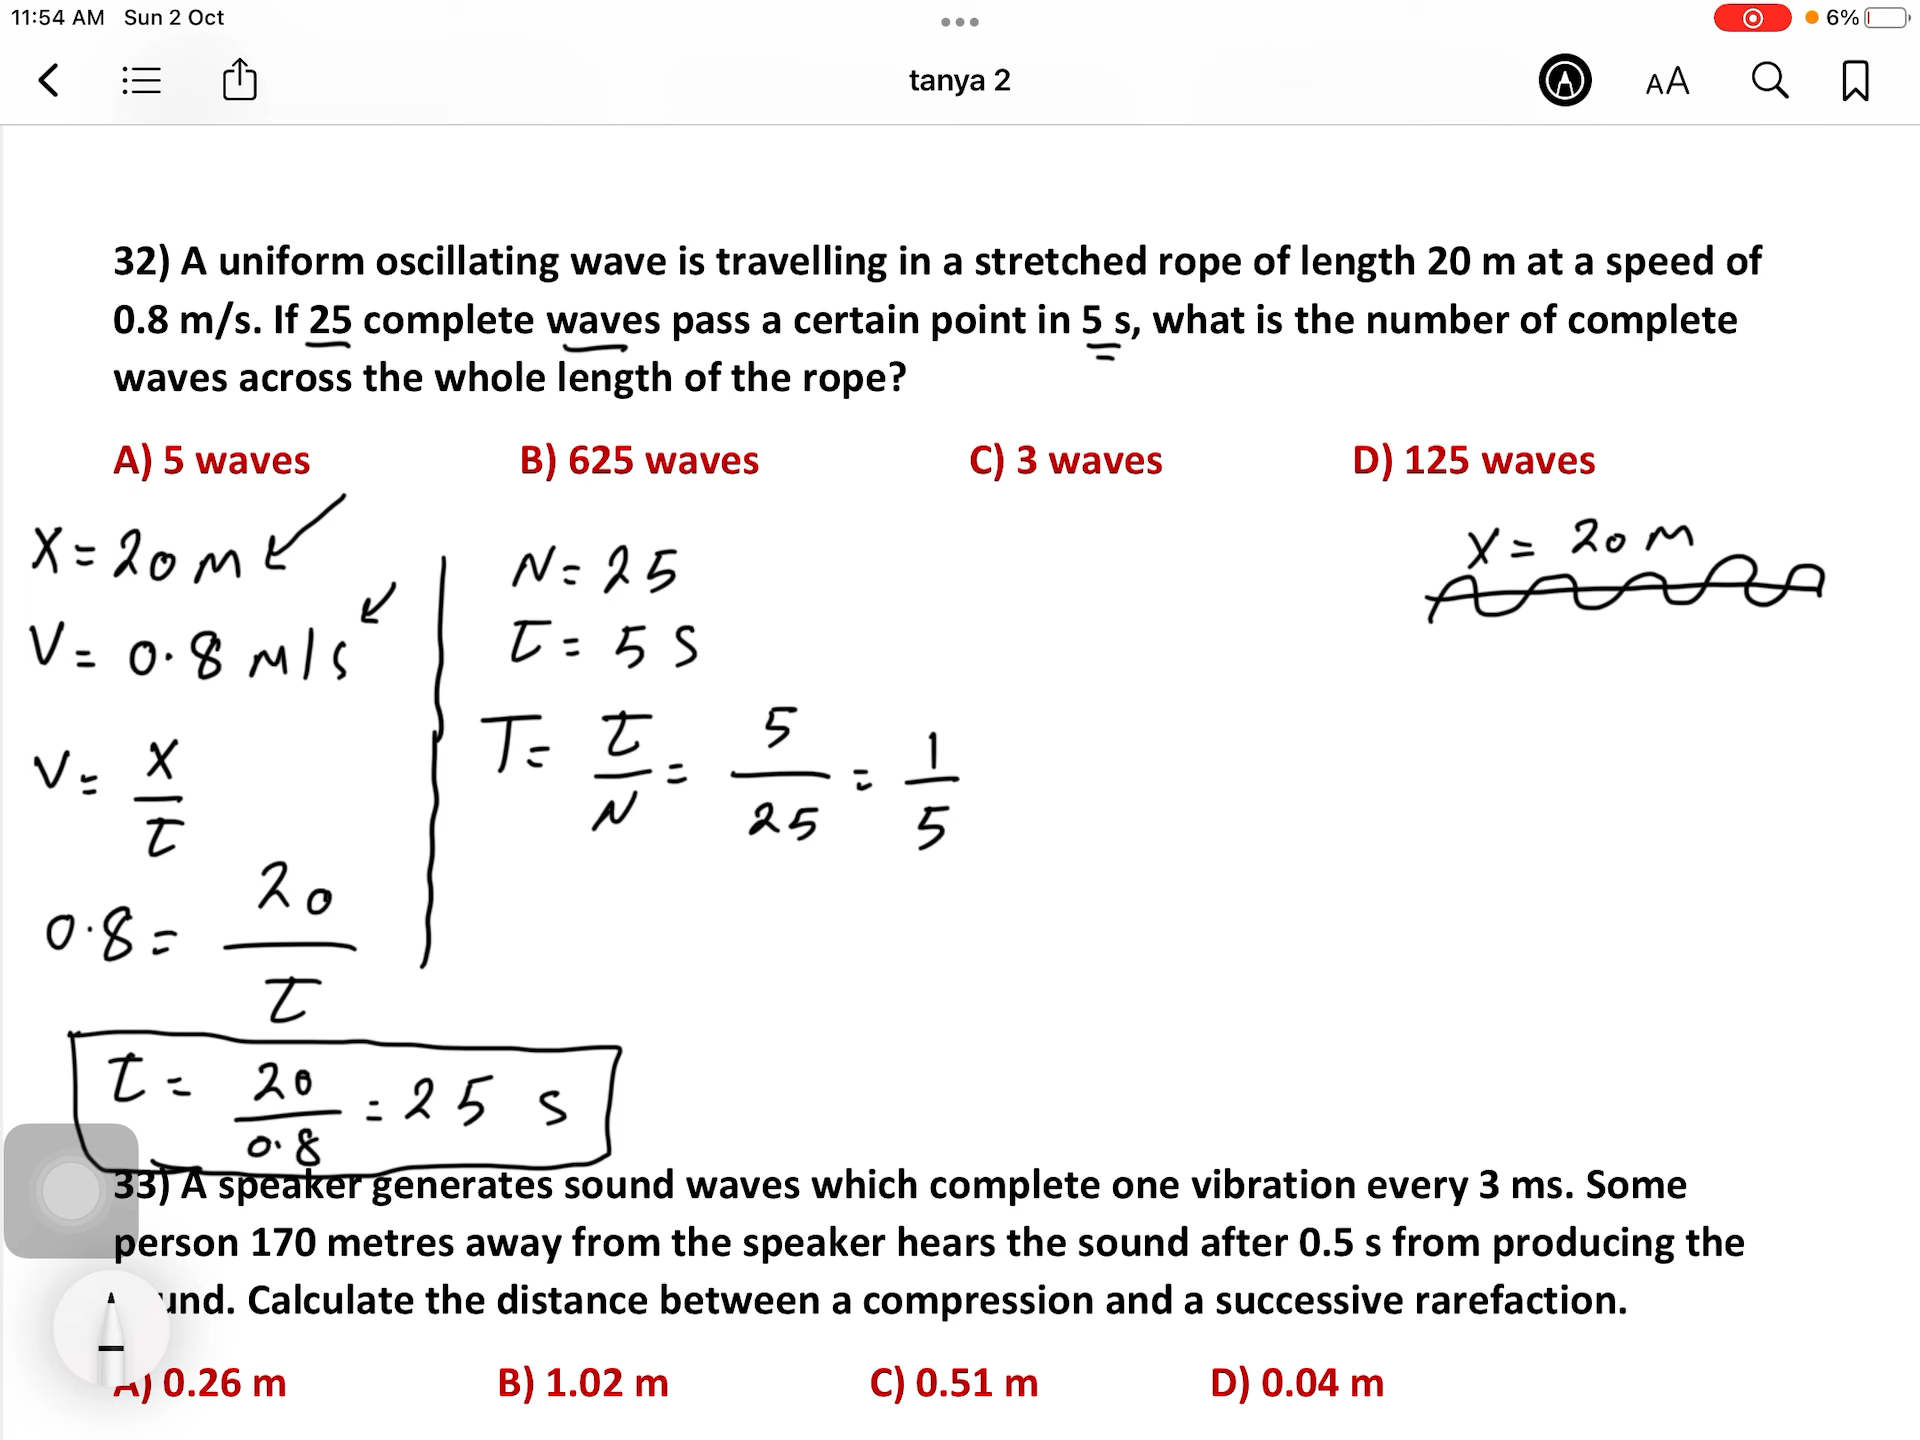 11:54 AM Sun 2 Oct
6%
tanya 2
AA
32) A uniform oscillating wave is travelling in a stretched rope of length 20 m at a speed of
0.8 m/s. If 25 complete waves pass a certain point in 5 s, what is the number of complete
waves across the whole length of the rope?
A) 5 waves B) 625 waves C) 3 waves D) 125 waves
X = 20 m
V = 0.8 m/s
V = X/t
0.8 = 20/t
t = 20/0.8 = 25 s
N = 25
t = 5 s
T = t/N = 5/25 = 1/5
X = 20 m
33) A speaker generates sound waves which complete one vibration every 3 ms. Some
person 170 metres away from the speaker hears the sound after 0.5 s from producing the
und. Calculate the distance between a compression and a successive rarefaction.
A) 0.26 m B) 1.02 m C) 0.51 m D) 0.04 m